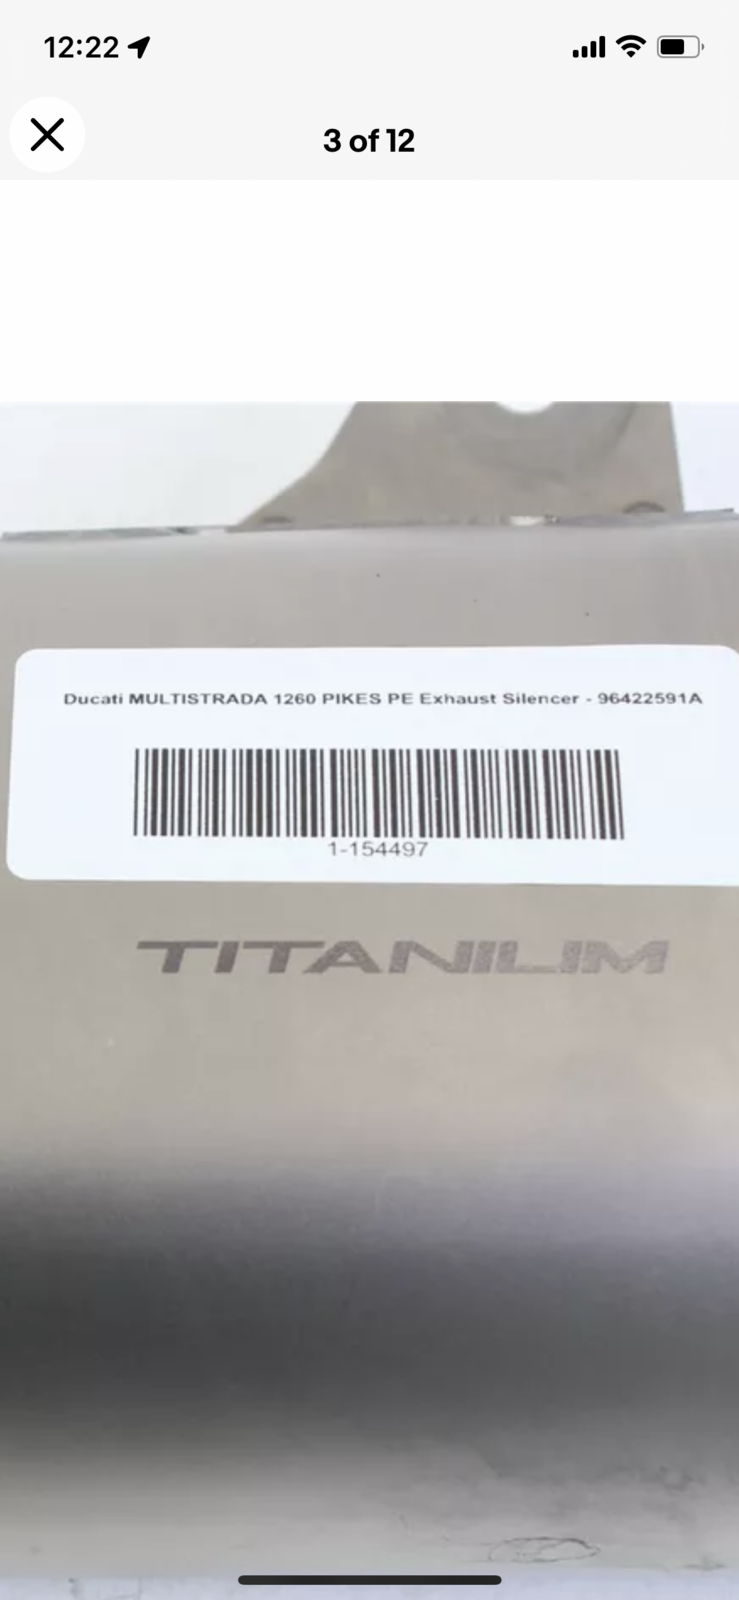 12:22
3 of 12
Ducati MULTISTRADA 1260 PIKES PE Exhaust Silencer - 96422591A
1-154497
TITANIUM